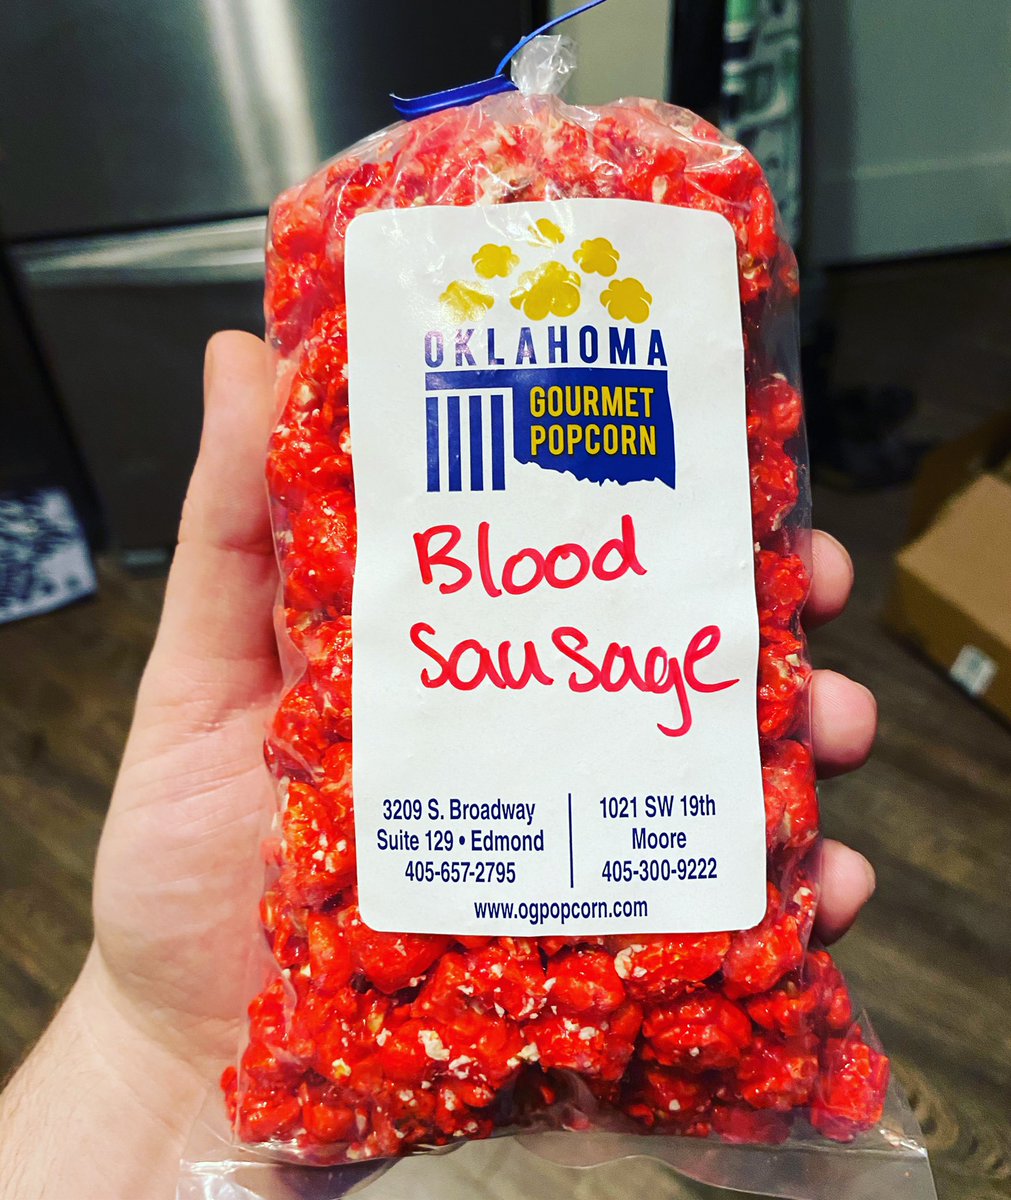 OKLAHOMA
GOURMET
POPCORN
Blood
Sausage
3209 S. Broadway
Suite 129 • Edmond
405-657-2795
1021 SW 19th
Moore
405-300-9222
www.ogpopcorn.com